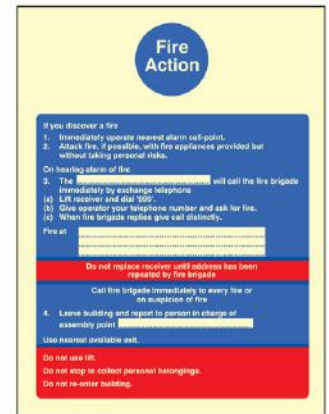 Fire
Action
If you discover a fire
1. Immediately operate nearest alarm call-point.
2. Attack fire, if possible, with fire appliances provided but
without taking personal risks.
On hearing alarm of fire
3. The will call the fire brigade
immediately by exchange telephone
(a) Lift receiver and dial '999'.
(b) Give operator your telephone number and ask for fire.
(c) When fire brigade replies give call distinctly.
Fire at
Do not replace receiver until address has been
repeated by fire brigade
Call fire brigade immediately to every fire or
on suspicion of fire
4. Leave building and report to person in charge of
assembly point
Use nearest available exit.
Do not use lift.
Do not stop to collect personal belongings.
Do not re-enter building.